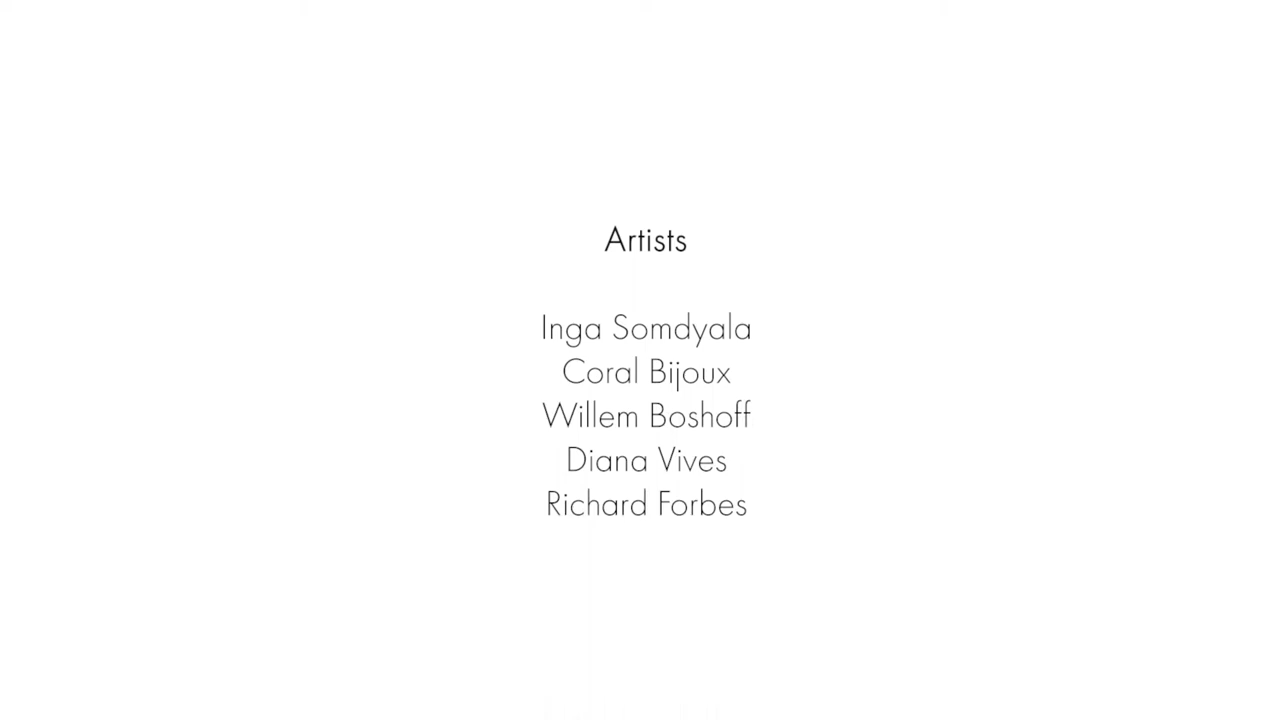 Artists
Inga Somdyala
Coral Bijoux
Willem Boshoff
Diana Vives
Richard Forbes